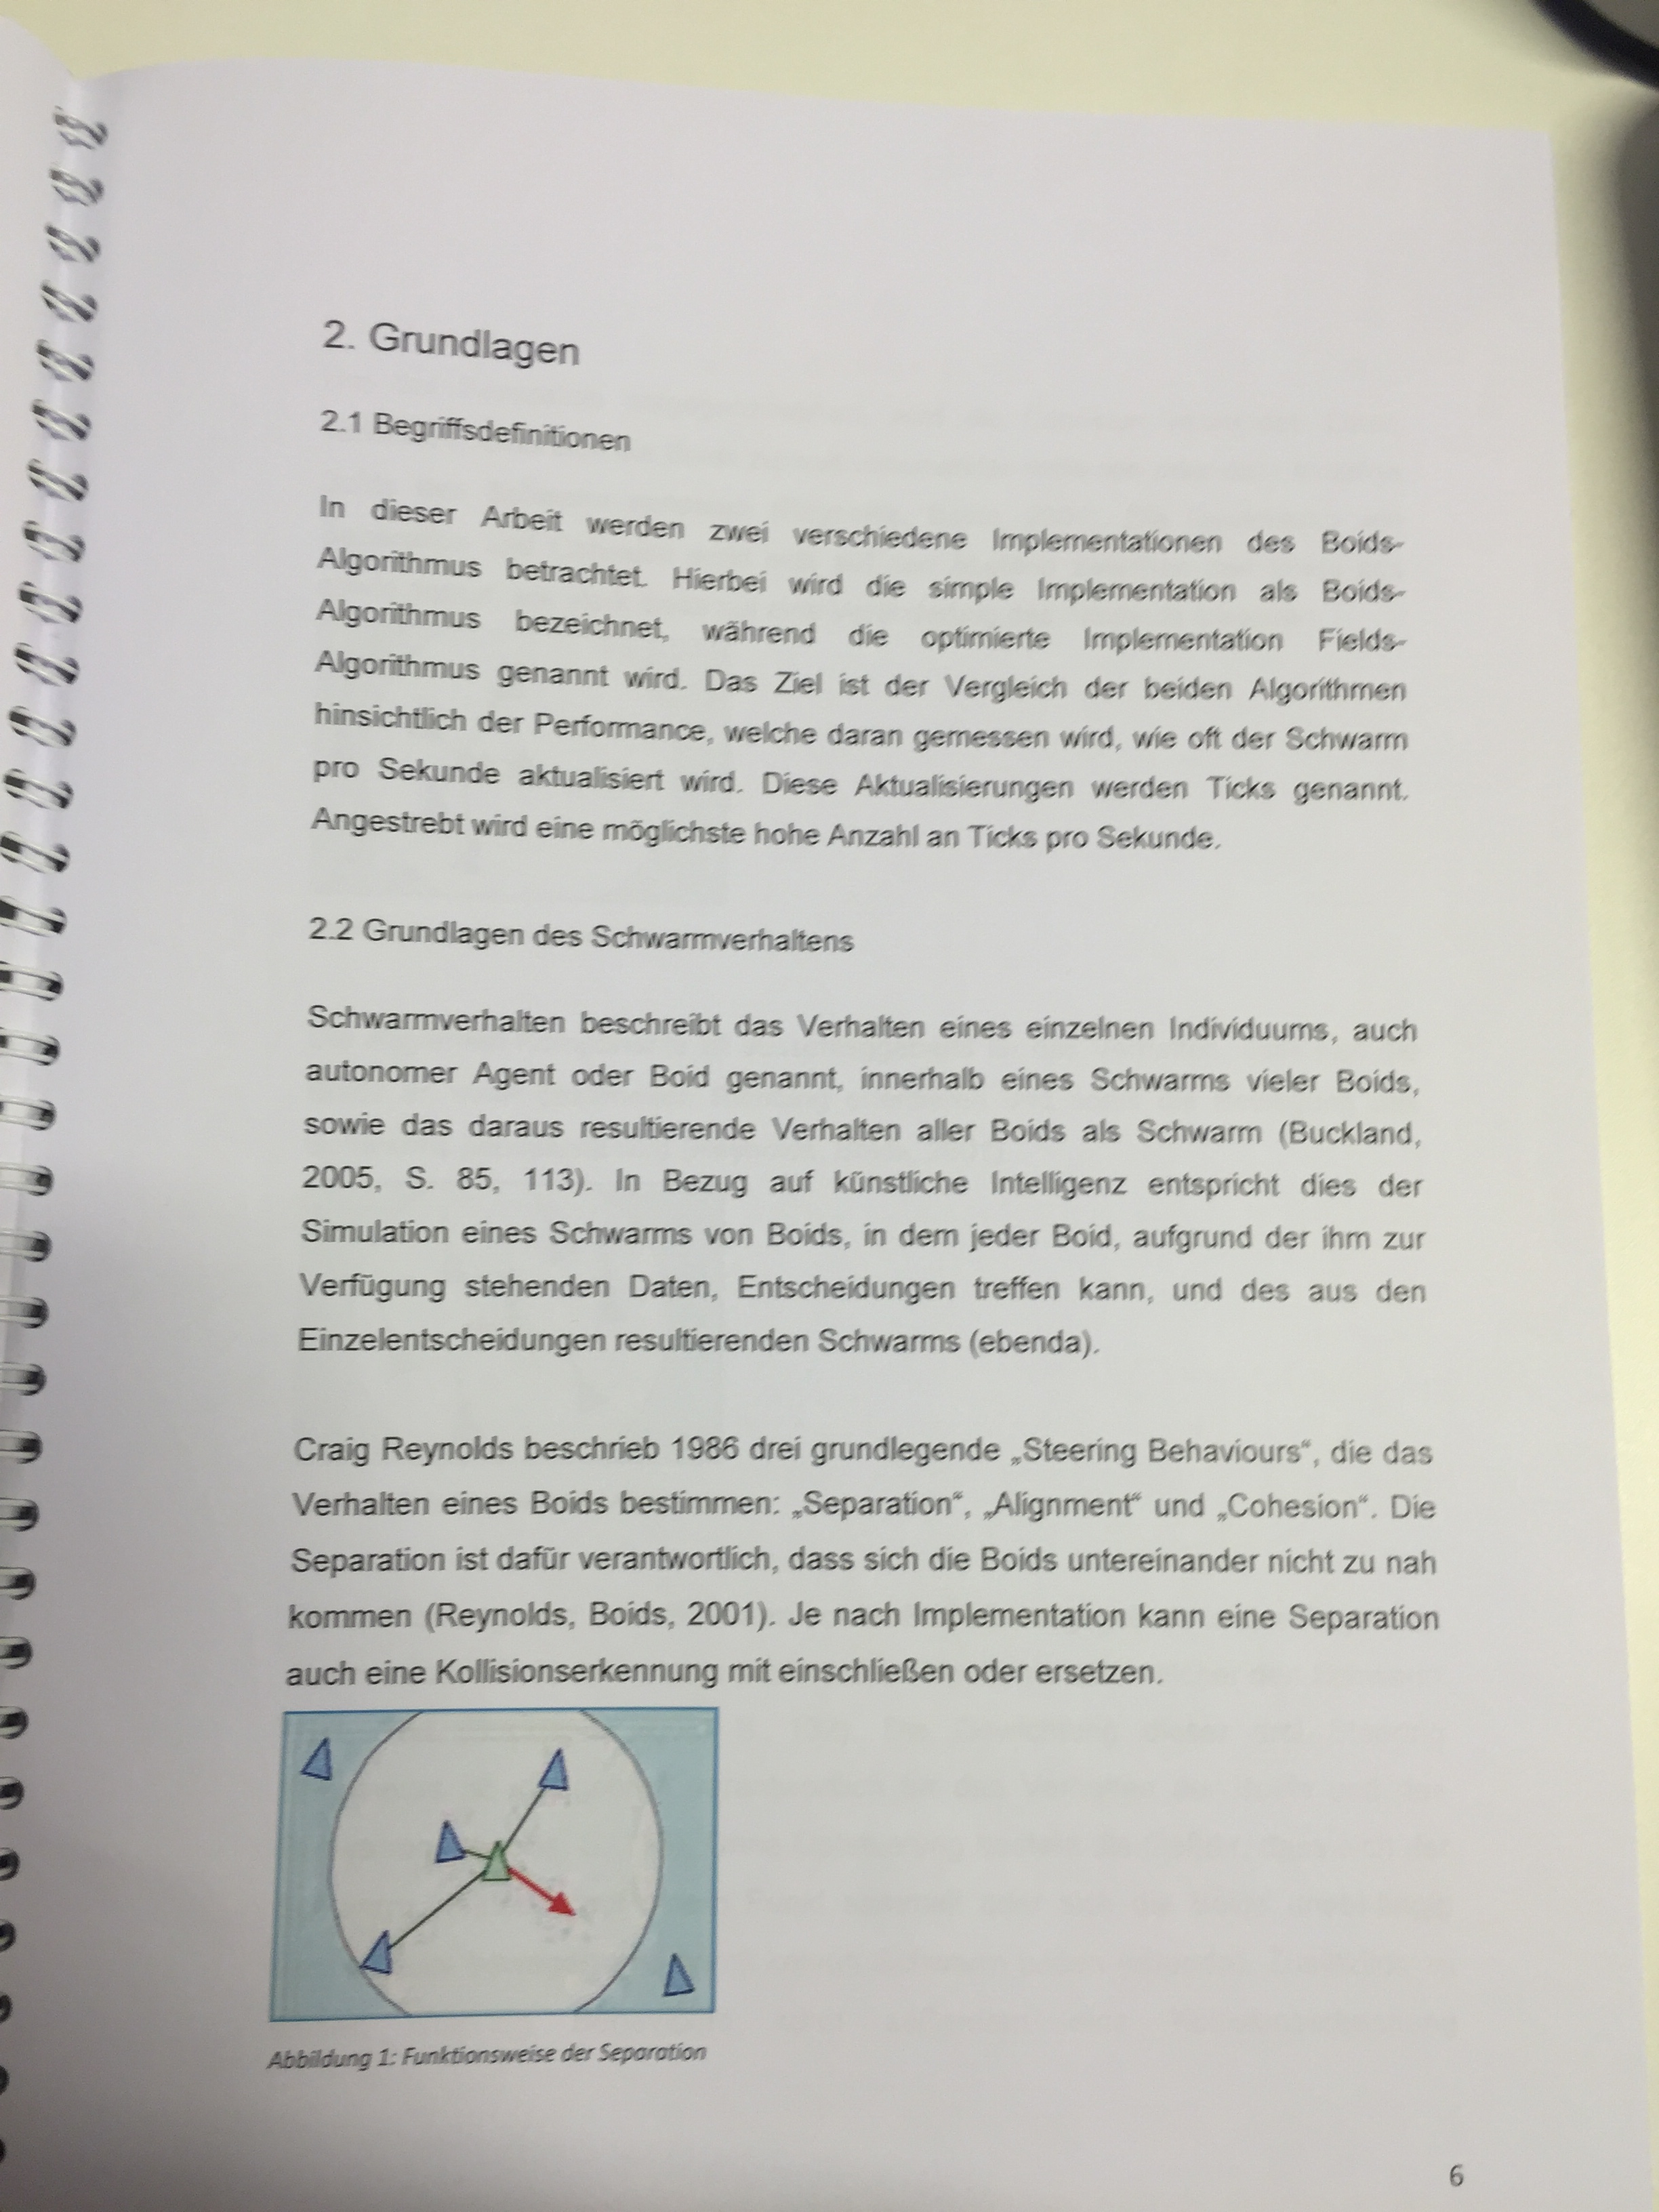 2. Grundlagen
2.1 Begriffsdefinitionen
In dieser Arbeit werden zwei verschiedene Implementationen des Boids-
Algorithmus betrachtet. Hierbei wird die simple Implementation als Boids-
Algorithmus bezeichnet, während die optimierte Implementation Fields-
Algorithmus genannt wird. Das Ziel ist der Vergleich der beiden Algorithmen
hinsichtlich der Performance, welche daran gemessen wird, wie oft der Schwarm
pro Sekunde aktualisiert wird. Diese Aktualisierungen werden Ticks genannt.
Angestrebt wird eine möglichste hohe Anzahl an Ticks pro Sekunde.
2.2 Grundlagen des Schwarmverhaltens
Schwarmverhalten beschreibt das Verhalten eines einzelnen Individuums, auch
autonomer Agent oder Boid genannt, innerhalb eines Schwarms vieler Boids,
sowie das daraus resultierende Verhalten aller Boids als Schwarm (Buckland,
2005, S. 85, 113). In Bezug auf künstliche Intelligenz entspricht dies der
Simulation eines Schwarms von Boids, in dem jeder Boid, aufgrund der ihm zur
Verfügung stehenden Daten, Entscheidungen treffen kann, und des aus den
Einzelentscheidungen resultierenden Schwarms (ebenda).
Craig Reynolds beschrieb 1986 drei grundlegende „Steering Behaviours“, die das
Verhalten eines Boids bestimmen: „Separation“, „Alignment“ und „Cohesion“. Die
Separation ist dafür verantwortlich, dass sich die Boids untereinander nicht zu nah
kommen (Reynolds, Boids, 2001). Je nach Implementation kann eine Separation
auch eine Kollisionserkennung mit einschließen oder ersetzen.
Abbildung 1: Funktionsweise der Separation
6